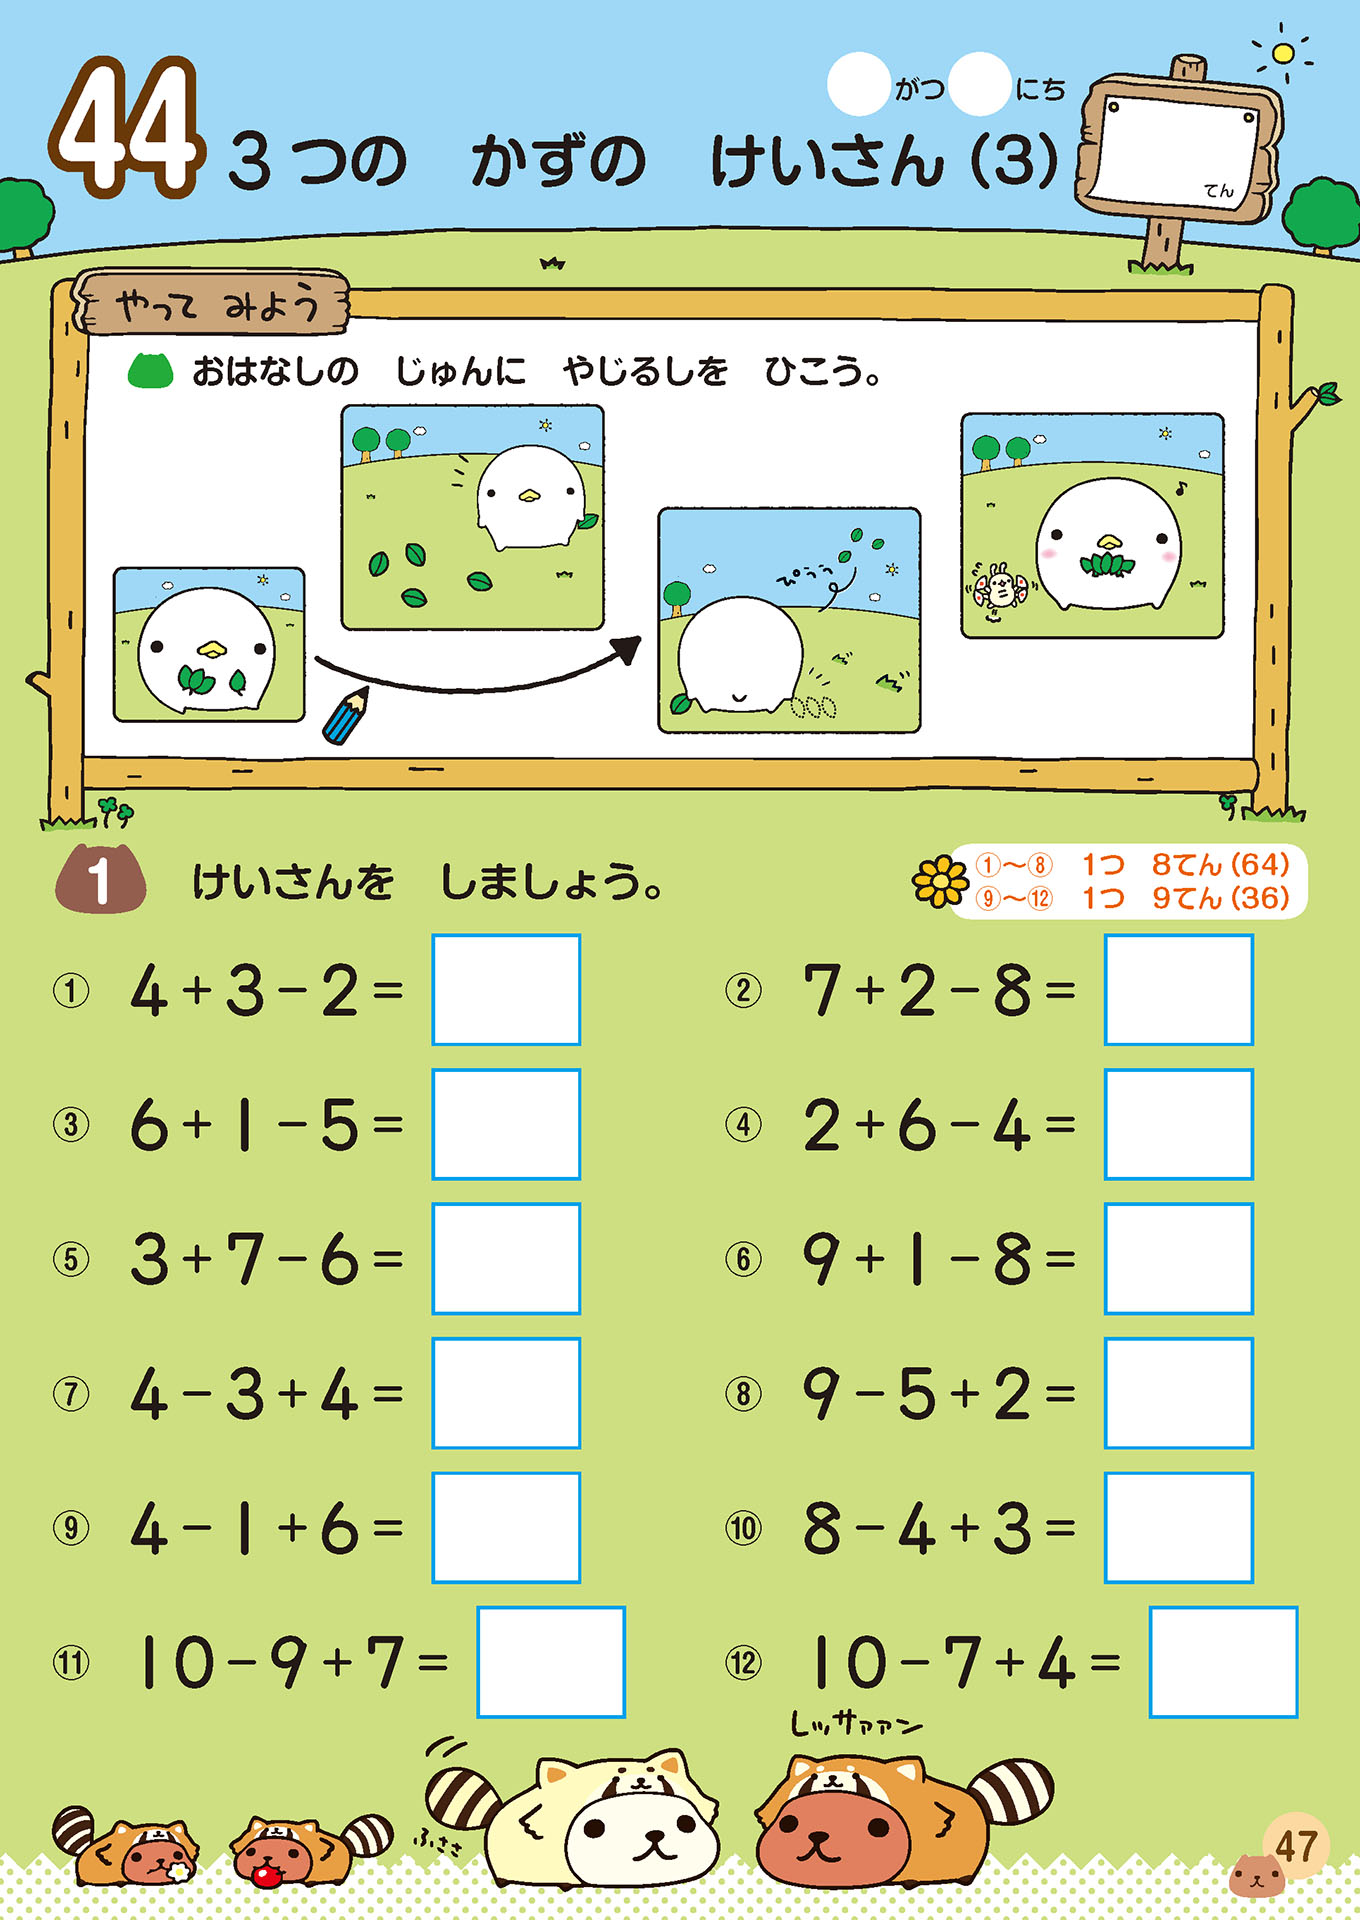 44 3つの かずの けいさん(3)
がつ にち
てん
やって みよう
おはなしの じゅんに やじるしを ひこう。
ぴゅうう
1 けいさんを しましょう。
①～⑧ 1つ 8てん(64)
⑨～⑫ 1つ 9てん(36)
① 4+3-2=
② 7+2-8=
③ 6+1-5=
④ 2+6-4=
⑤ 3+7-6=
⑥ 9+1-8=
⑦ 4-3+4=
⑧ 9-5+2=
⑨ 4-1+6=
⑩ 8-4+3=
⑪ 10-9+7=
⑫ 10-7+4=
レッサァァン
ふささ
47